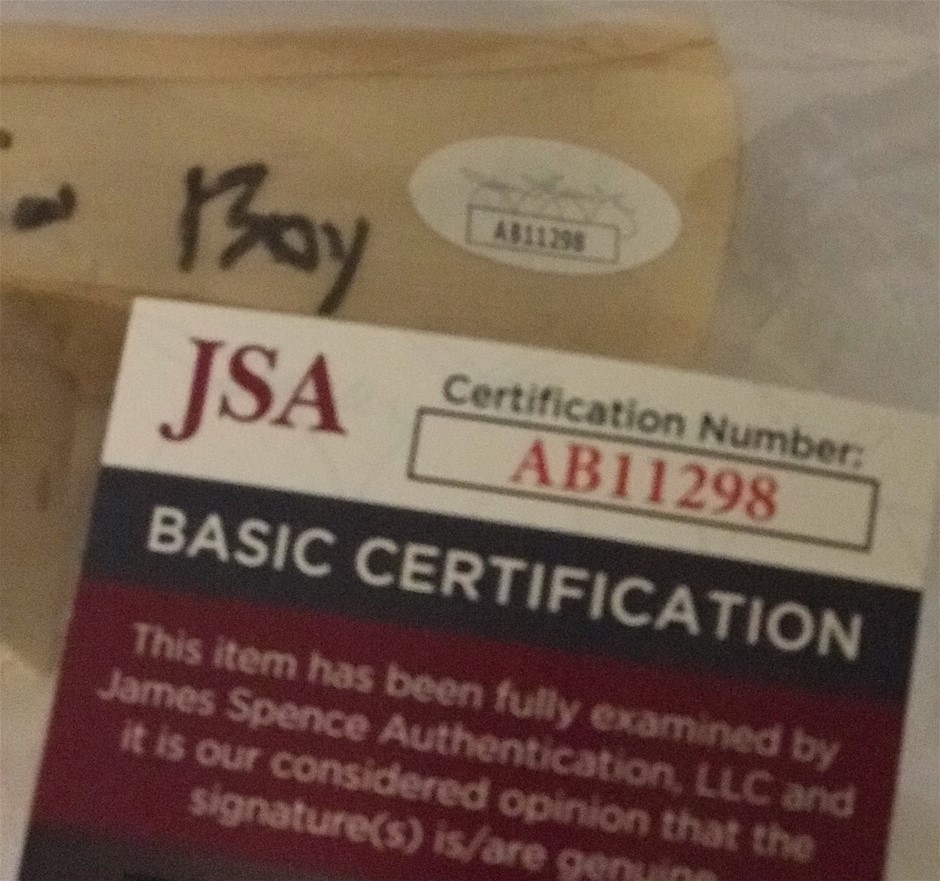 Boy
AB11298
JSA
Certification Number:
AB11298
BASIC CERTIFICATION
This item has been fully examined by
James Spence Authentication, LLC and
it is our considered opinion that the
signature(s) is/are genuine